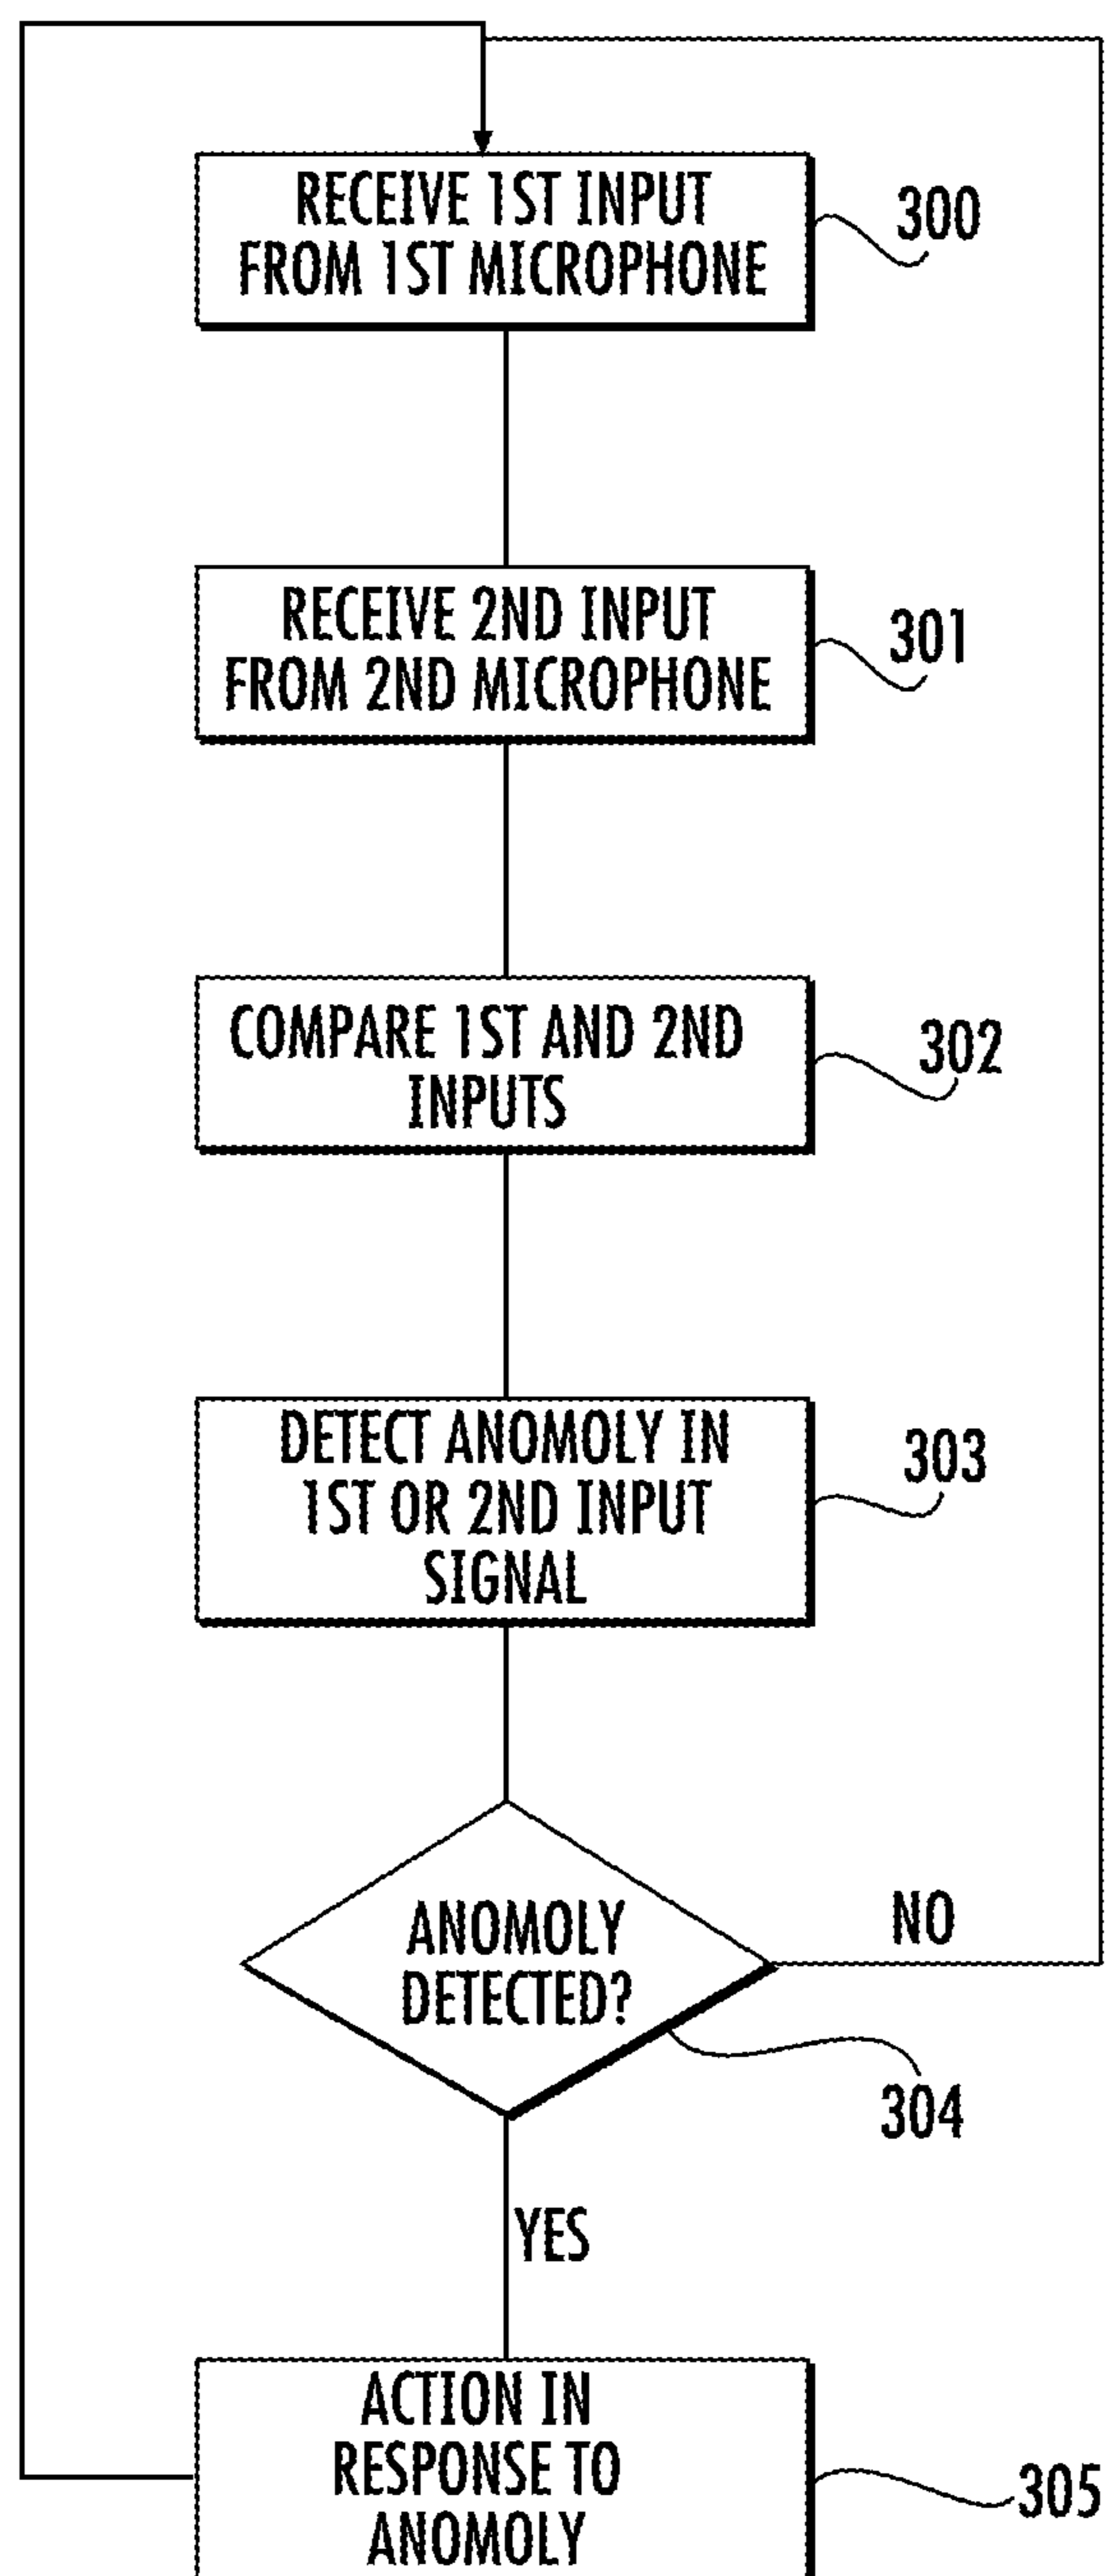 RECEIVE 1ST INPUT
FROM 1ST MICROPHONE
300
RECEIVE 2ND INPUT
FROM 2ND MICROPHONE
301
COMPARE 1ST AND 2ND
INPUTS
302
DETECT ANOMOLY IN
1ST OR 2ND INPUT
SIGNAL
303
ANOMOLY
DETECTED?
NO
304
YES
ACTION IN
RESPONSE TO
ANOMOLY
305